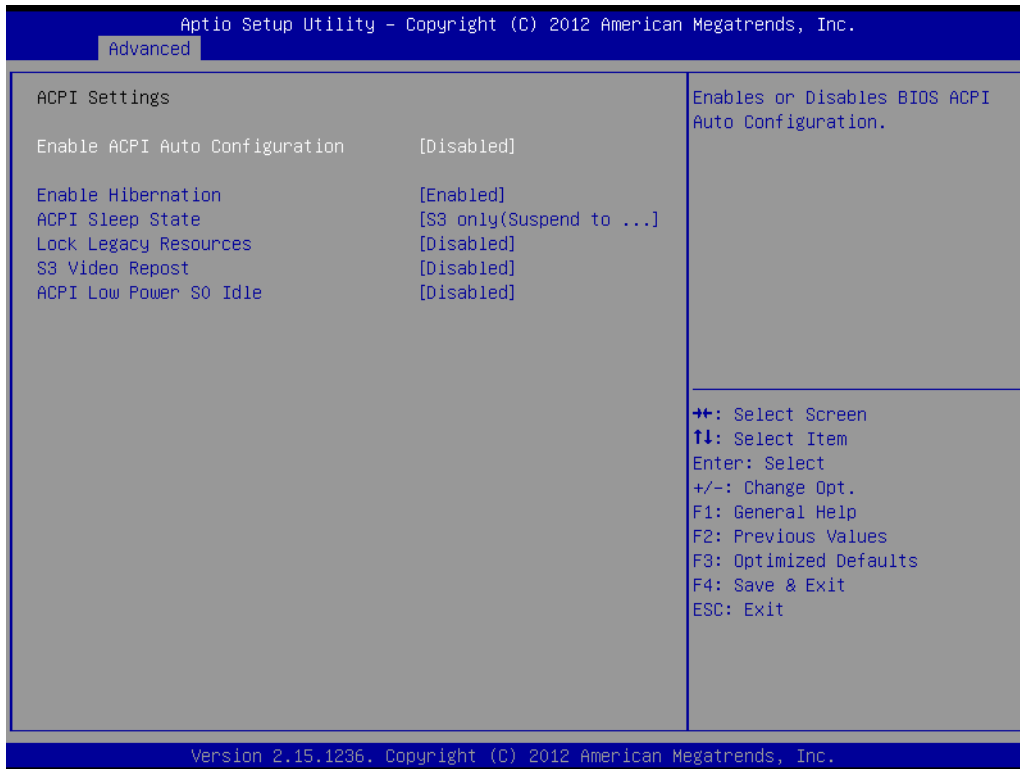 Aptio Setup Utility – Copyright (C) 2012 American Megatrends, Inc.
Advanced
ACPI Settings
Enable ACPI Auto Configuration [Disabled]
Enable Hibernation [Enabled]
ACPI Sleep State [S3 only(Suspend to ...]
Lock Legacy Resources [Disabled]
S3 Video Repost [Disabled]
ACPI Low Power S0 Idle [Disabled]
Enables or Disables BIOS ACPI
Auto Configuration.
→←: Select Screen
↑↓: Select Item
Enter: Select
+/-: Change Opt.
F1: General Help
F2: Previous Values
F3: Optimized Defaults
F4: Save & Exit
ESC: Exit
Version 2.15.1236. Copyright (C) 2012 American Megatrends, Inc.